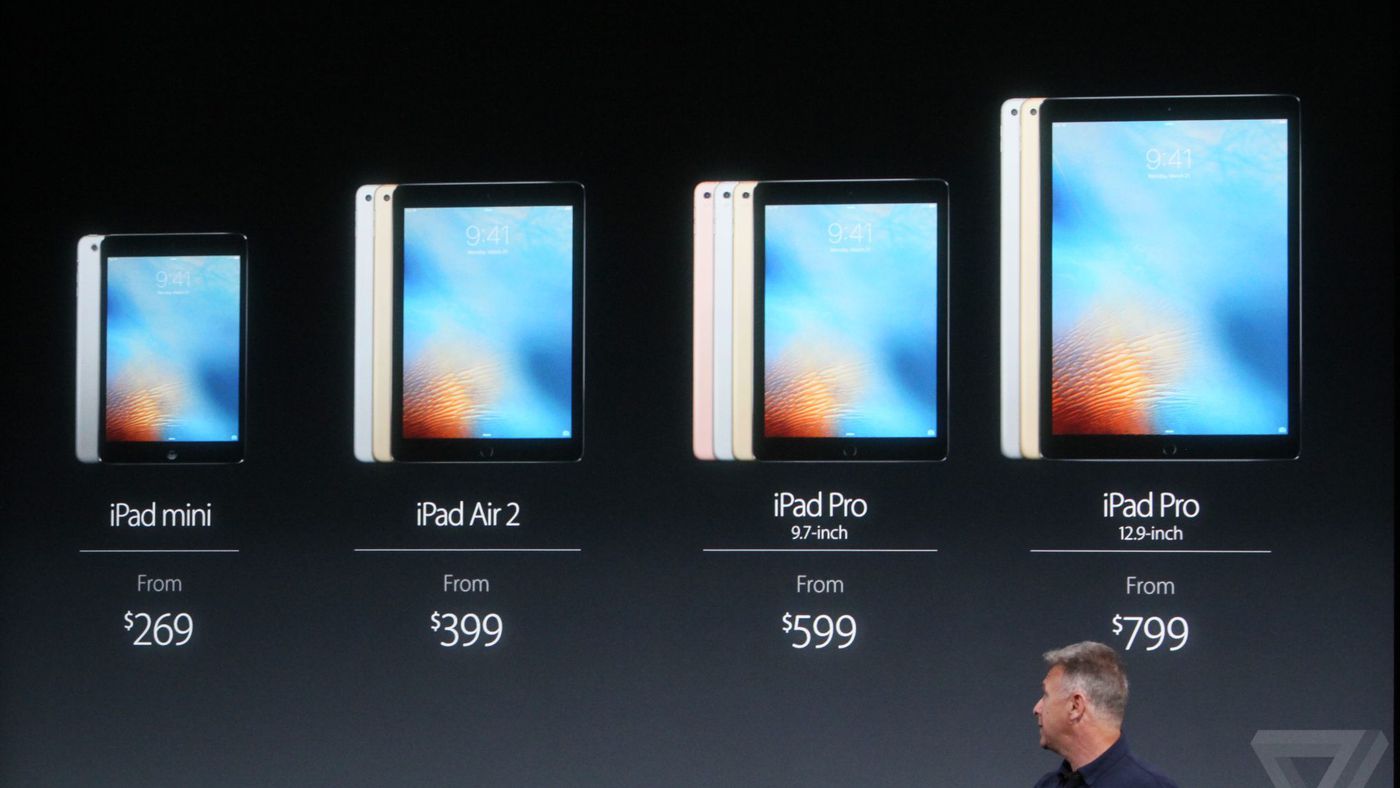 9:41
9:41
9:41
9:41
iPad mini
From
$269
iPad Air 2
From
$399
iPad Pro
9.7-inch
From
$599
iPad Pro
12.9-inch
From
$799